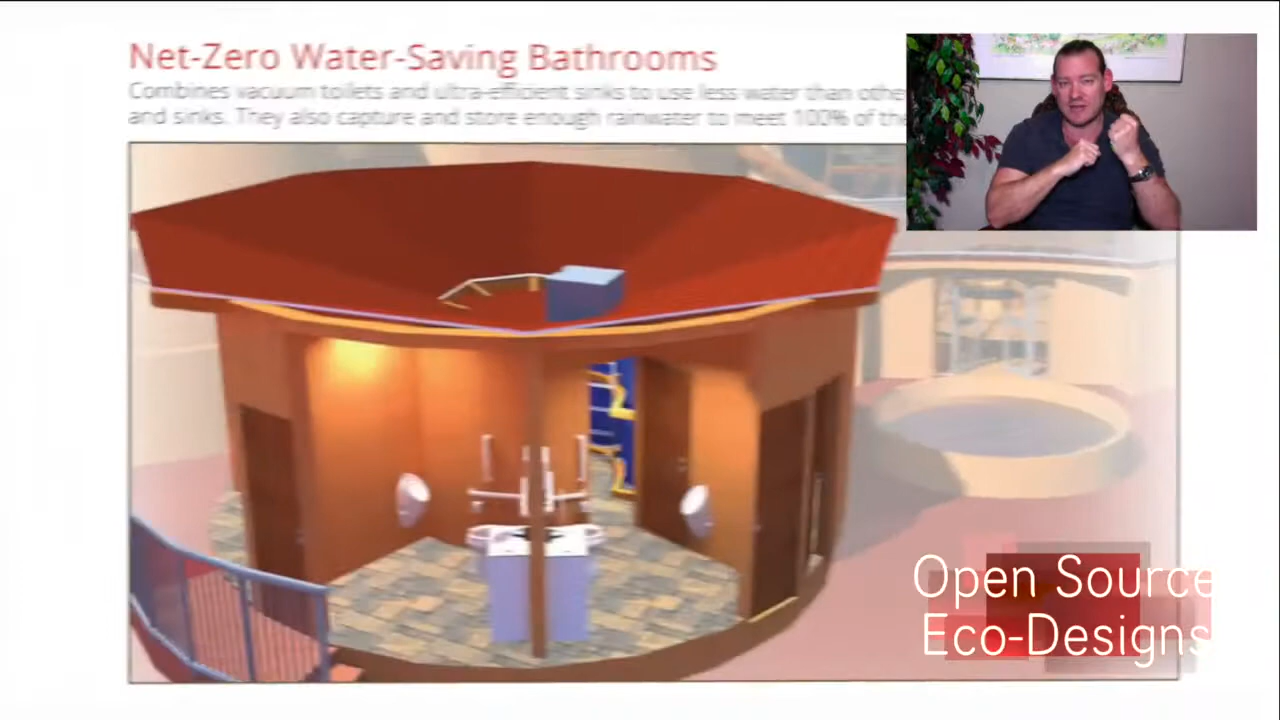 Net-Zero Water-Saving Bathrooms
Combines vacuum toilets and ultra-efficient sinks to use less water than othe
and sinks. They also capture and store enough rainwater to meet 100% of the
Open Source
Eco-Designs